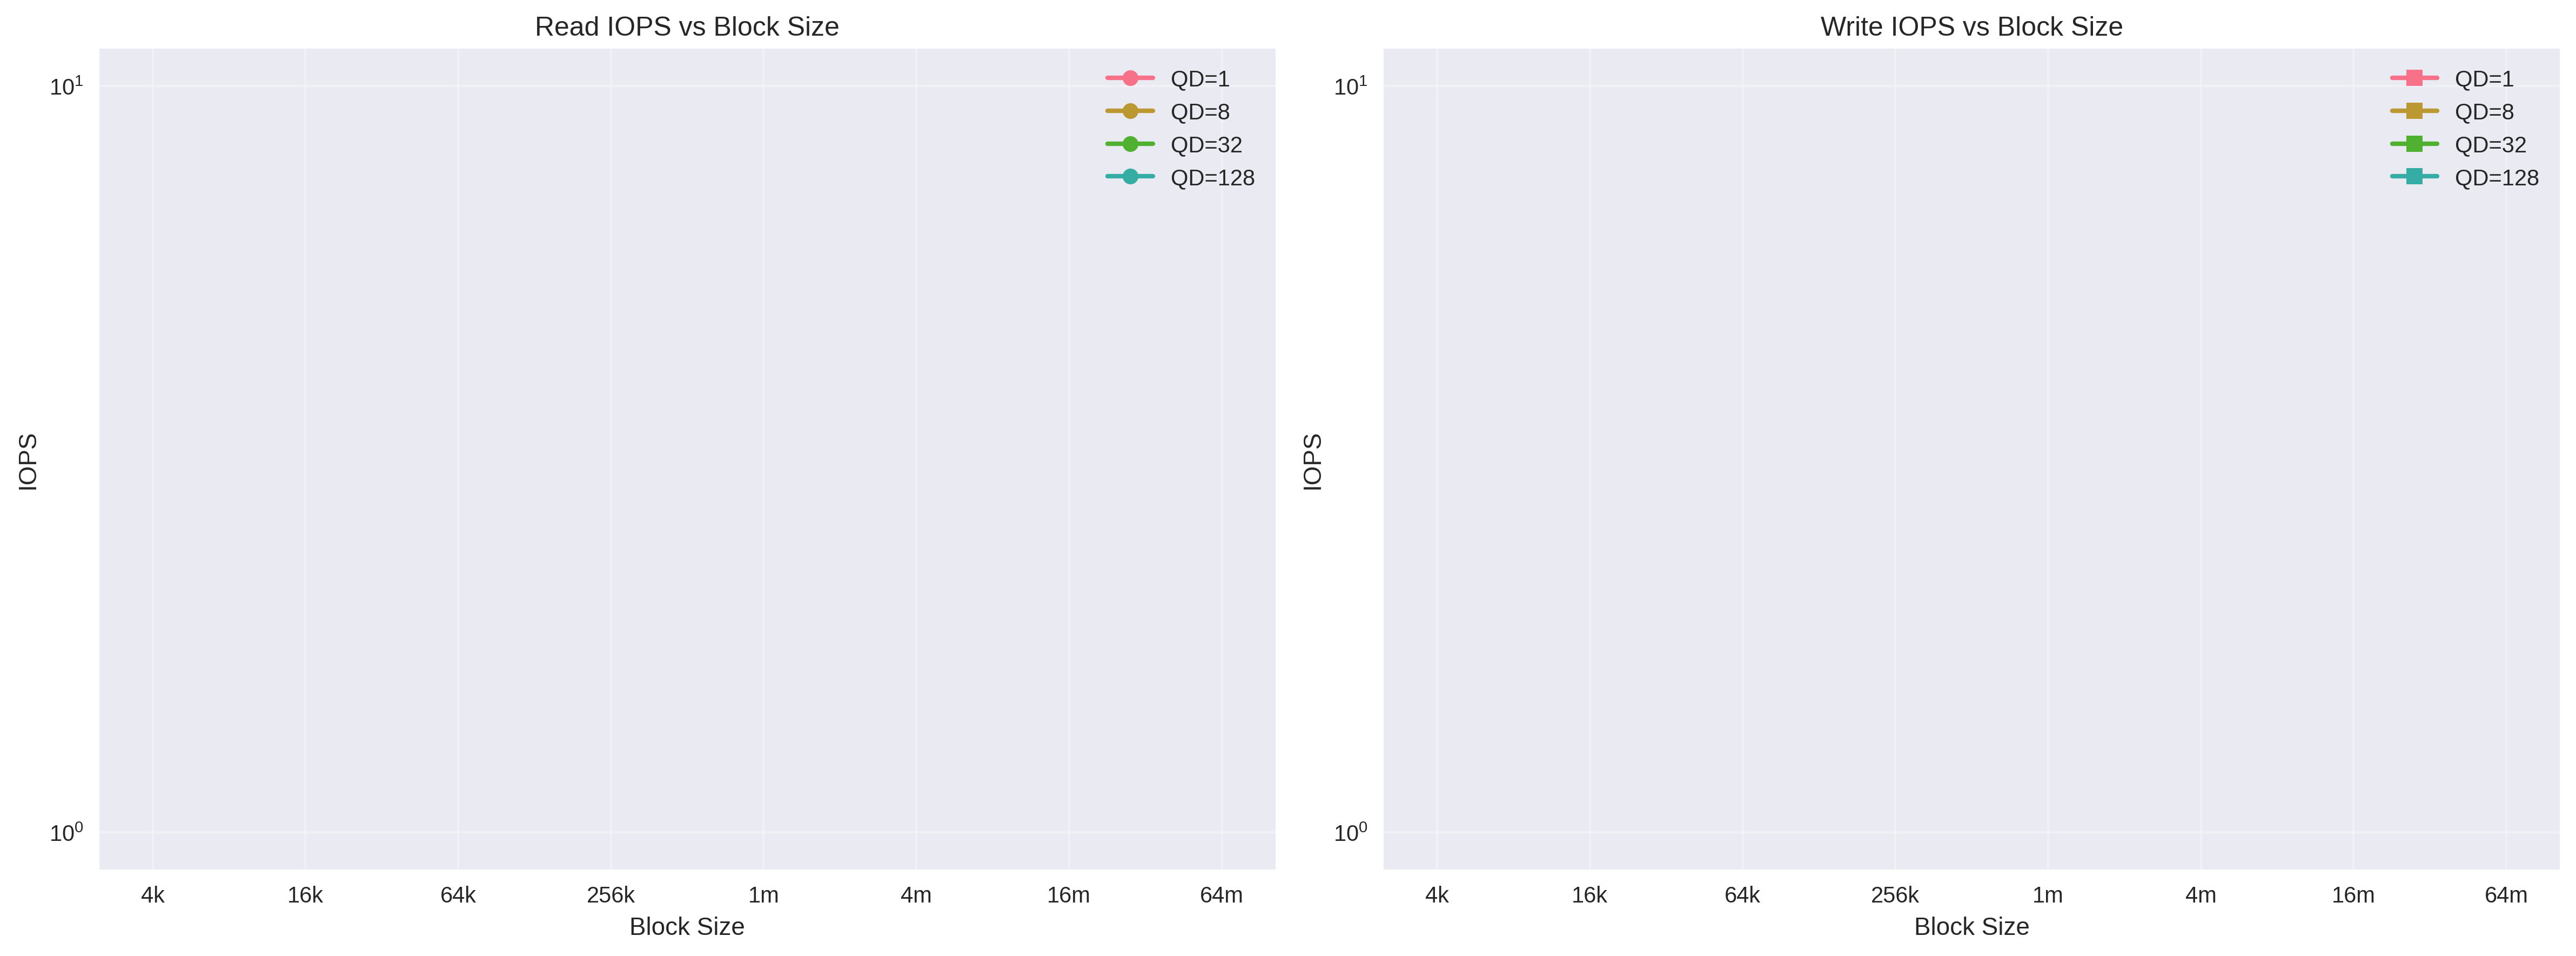 Read IOPS vs Block Size
10¹
QD=1
QD=8
QD=32
QD=128
IOPS
10⁰
4k 16k 64k 256k 1m 4m 16m 64m
Block Size
Write IOPS vs Block Size
10¹
QD=1
QD=8
QD=32
QD=128
IOPS
10⁰
4k 16k 64k 256k 1m 4m 16m 64m
Block Size